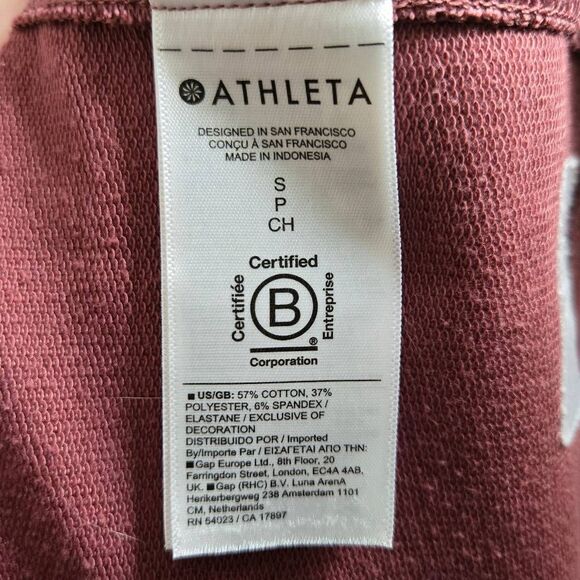 ATHLETA
DESIGNED IN SAN FRANCISCO
CONÇU À SAN FRANCISCO
MADE IN INDONESIA
S
P
CH
Certified
Certifiée
B
Entreprise
®
Corporation
■ US/GB: 57% COTTON, 37%
POLYESTER, 6% SPANDEX /
ELASTANE / EXCLUSIVE OF
DECORATION
DISTRIBUIDO POR / Imported
By/Importe Par / ΕΙΣΑΓΕΤΑΙ ΑΠΟ ΤΗΝ:
■ Gap Europe Ltd., 8th Floor, 20
Farringdon Street, London, EC4A 4AB,
UK. ■ Gap (RHC) B.V. Luna ArenA
Herikerbergweg 238 Amsterdam 1101
CM, Netherlands
RN 54023 / CA 17897